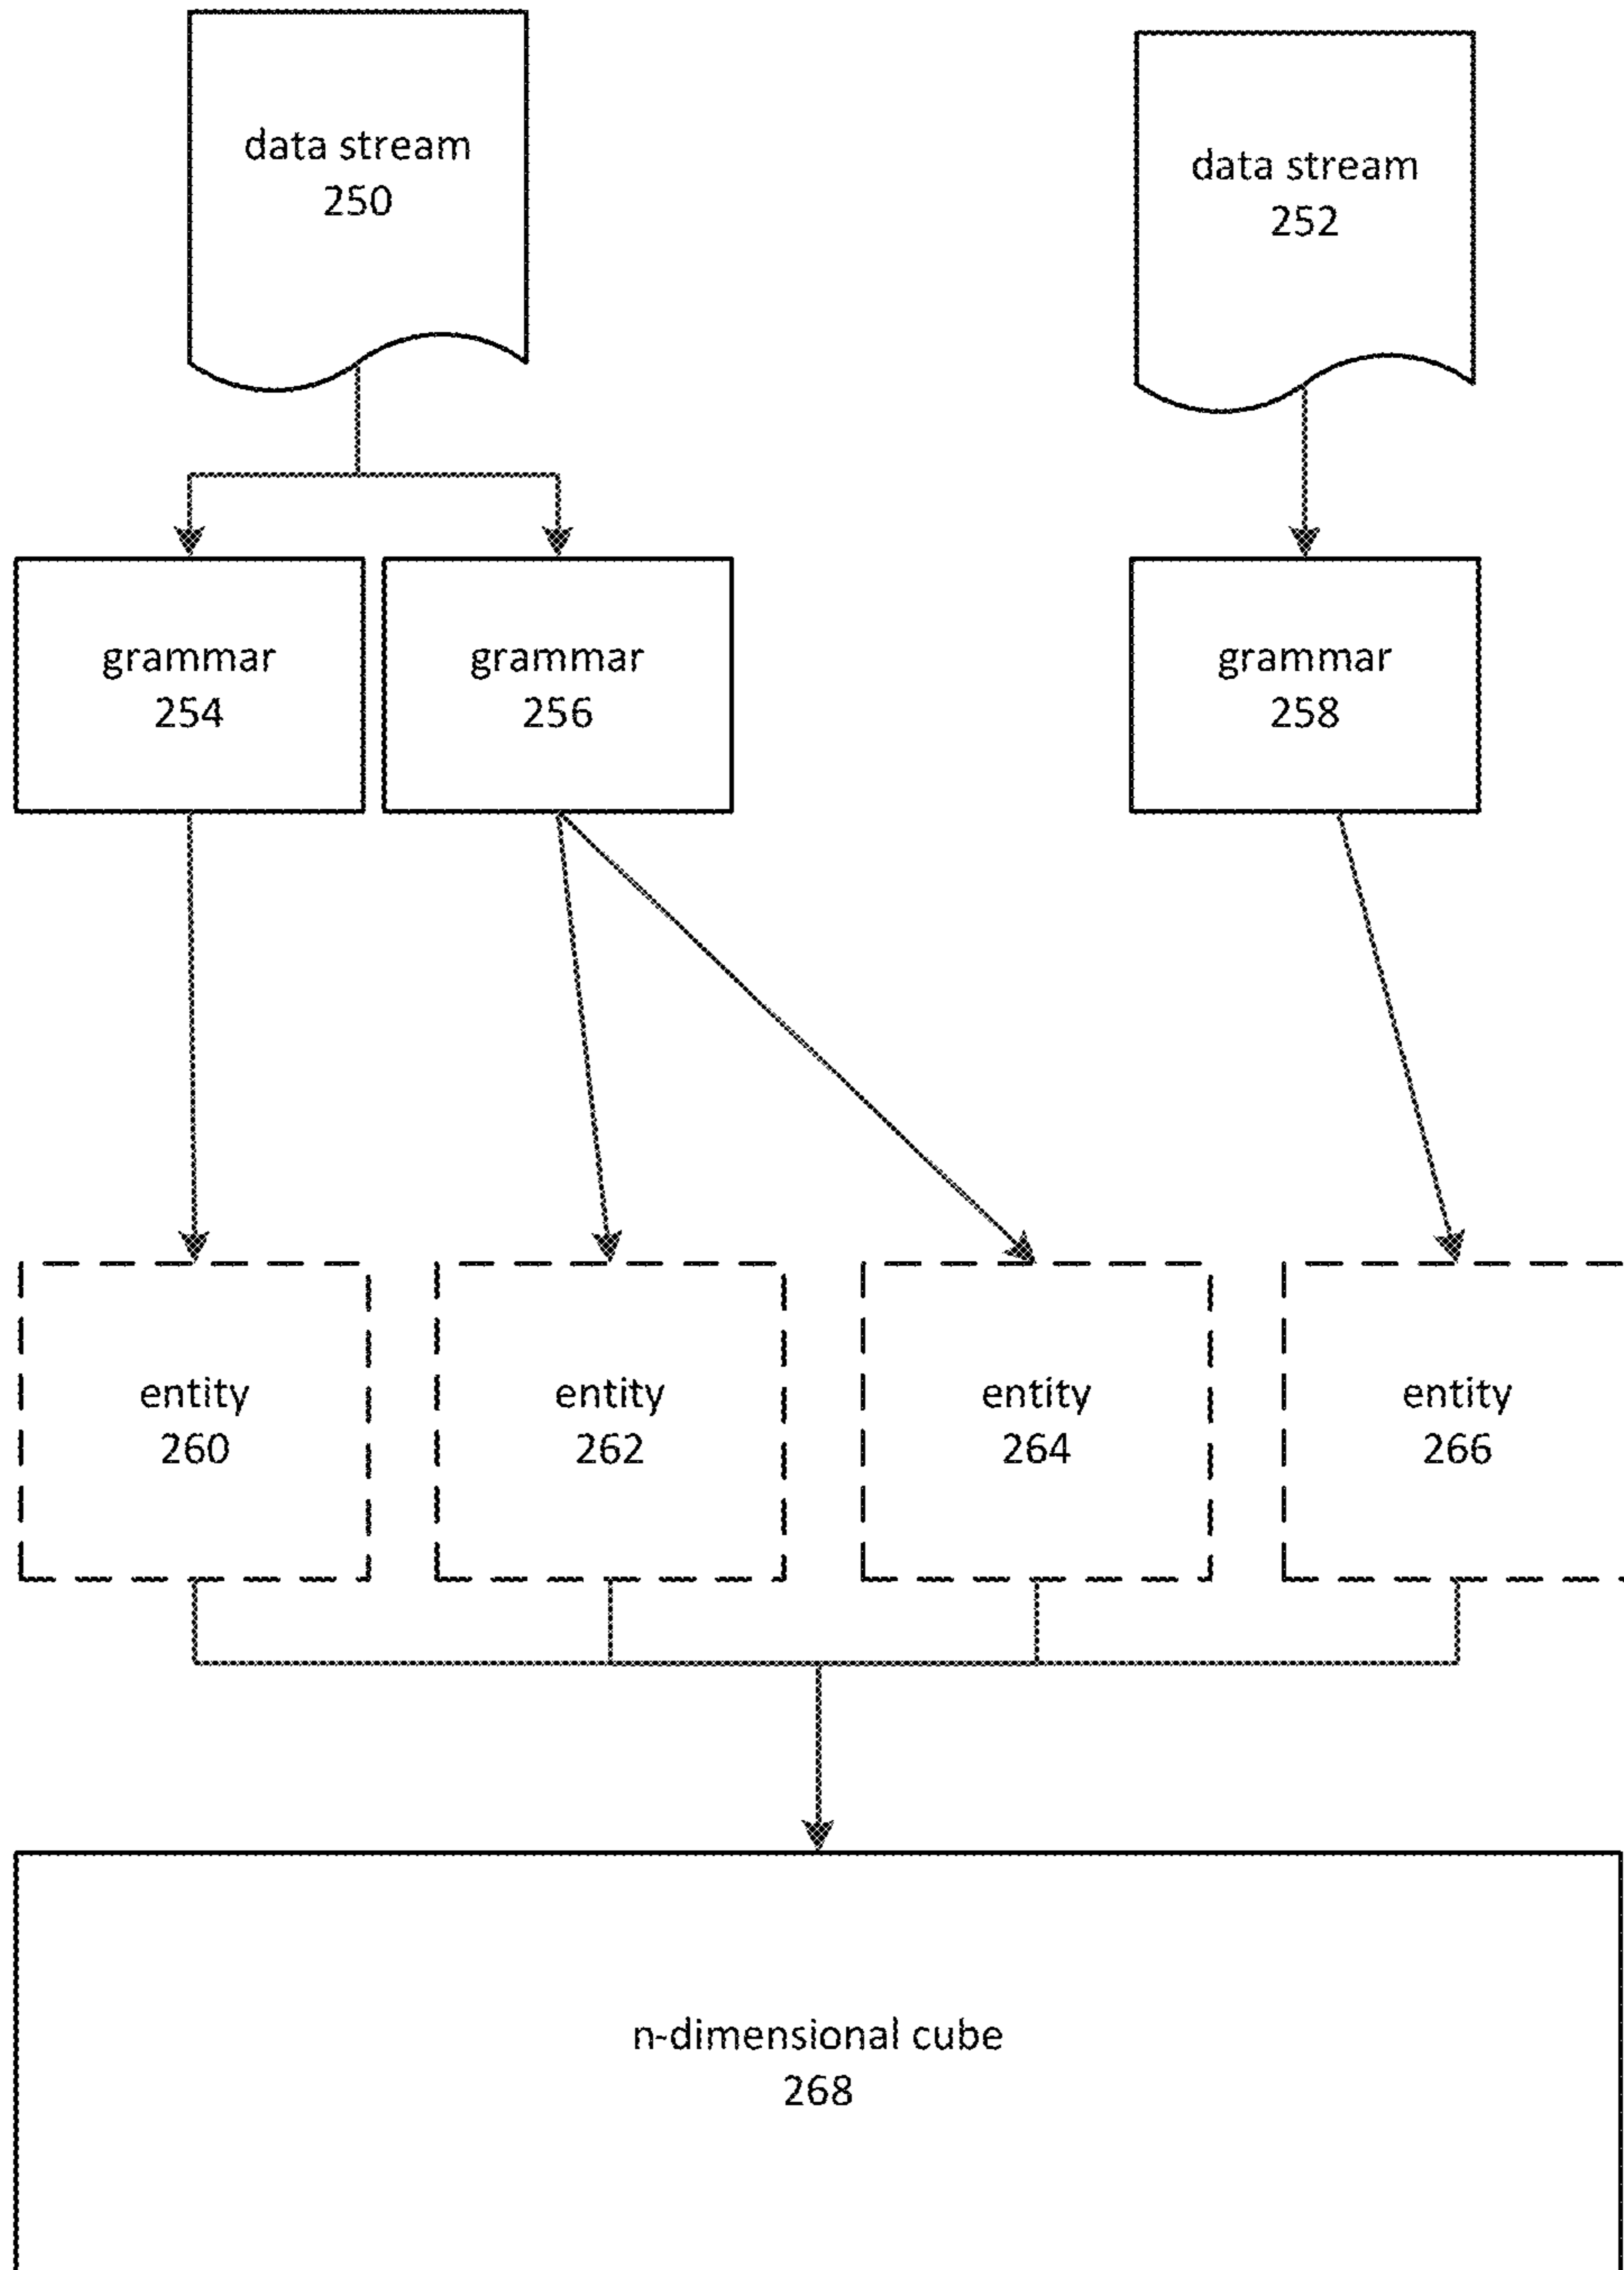 data stream
250
data stream
252
grammar
254
grammar
256
grammar
258
entity
260
entity
262
entity
264
entity
266
n-dimensional cube
268